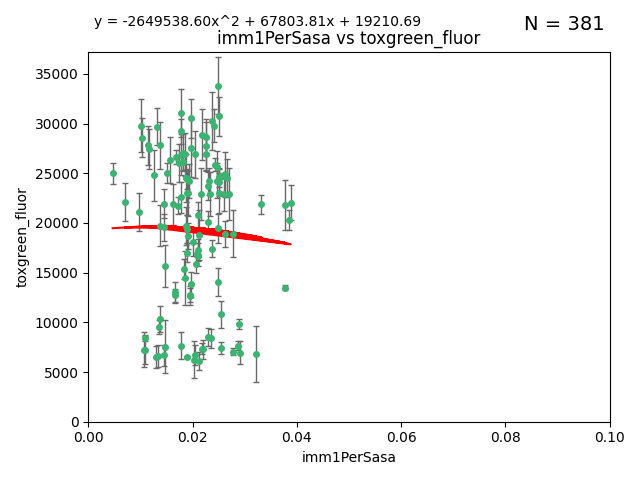 y = -2649538.60x^2 + 67803.81x + 19210.69
N = 381
imm1PerSasa vs toxgreen_fluor
35000
30000
25000
20000
15000
10000
5000
0
toxgreen_fluor
0.00 0.02 0.04 0.06 0.08 0.10
imm1PerSasa